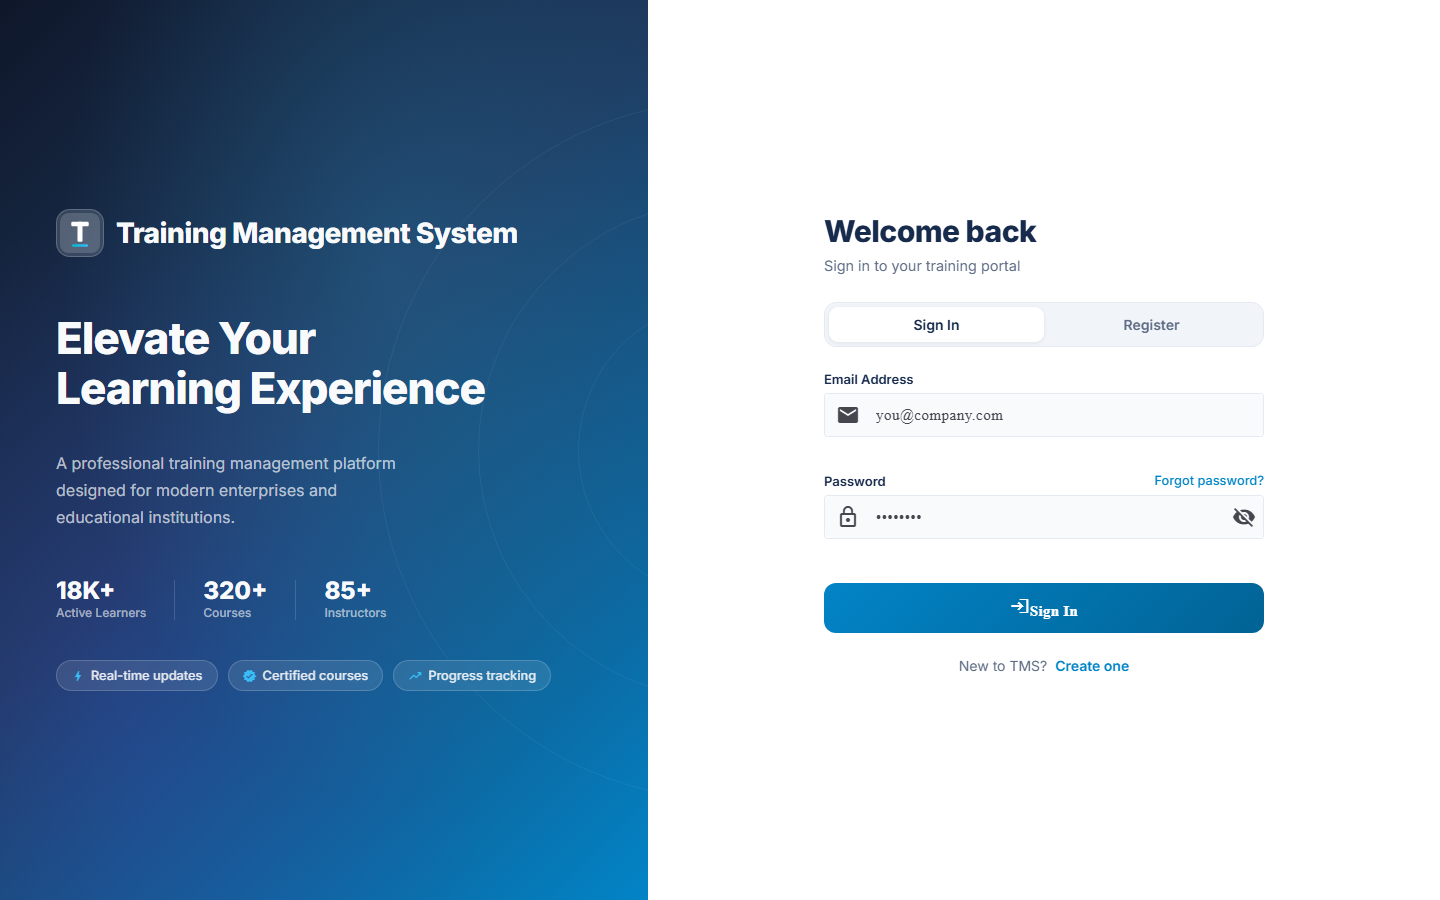 T
Training Management System
Elevate Your
Learning Experience
A professional training management platform
designed for modern enterprises and
educational institutions.
18K+
Active Learners
320+
Courses
85+
Instructors
Real-time updates
Certified courses
Progress tracking
Welcome back
Sign in to your training portal
Sign In
Register
Email Address
you@company.com
Password
Forgot password?
••••••••
Sign In
New to TMS? Create one